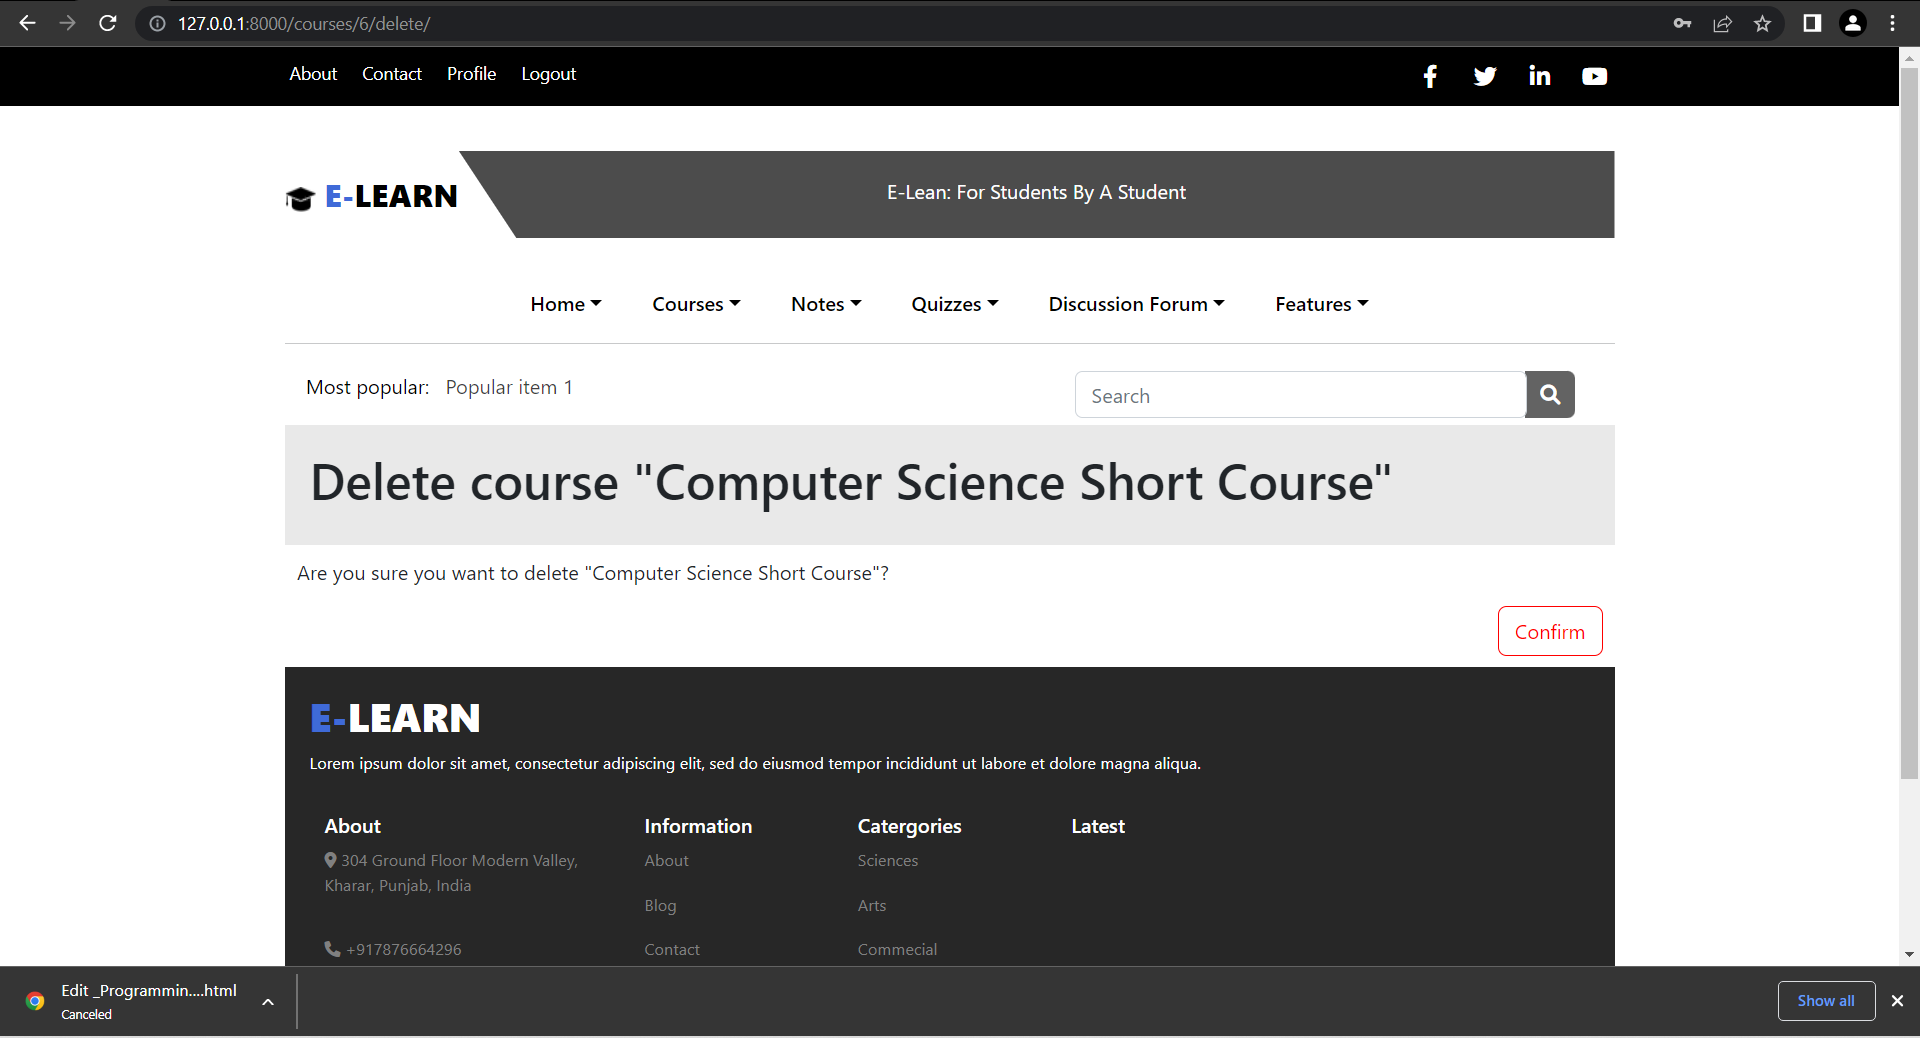 127.0.0.1:8000/courses/6/delete/
About Contact Profile Logout
E-LEARN
E-Lean: For Students By A Student
Home Courses Notes Quizzes Discussion Forum Features
Most popular: Popular item 1
Search
Delete course "Computer Science Short Course"
Are you sure you want to delete "Computer Science Short Course"?
Confirm
E-LEARN
Lorem ipsum dolor sit amet, consectetur adipiscing elit, sed do eiusmod tempor incididunt ut labore et dolore magna aliqua.
About Information Catergories Latest
304 Ground Floor Modern Valley, About Sciences
Kharar, Punjab, India
Blog Arts
+917876664296 Contact Commecial
Edit _Programmin....html
Canceled
Show all